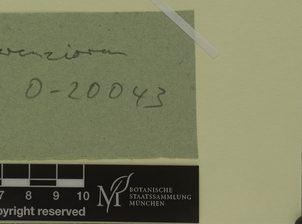 0-20043
7 8 9 10
BOTANISCHE
STAATSSAMMLUNG
MÜNCHEN
pyright reserved